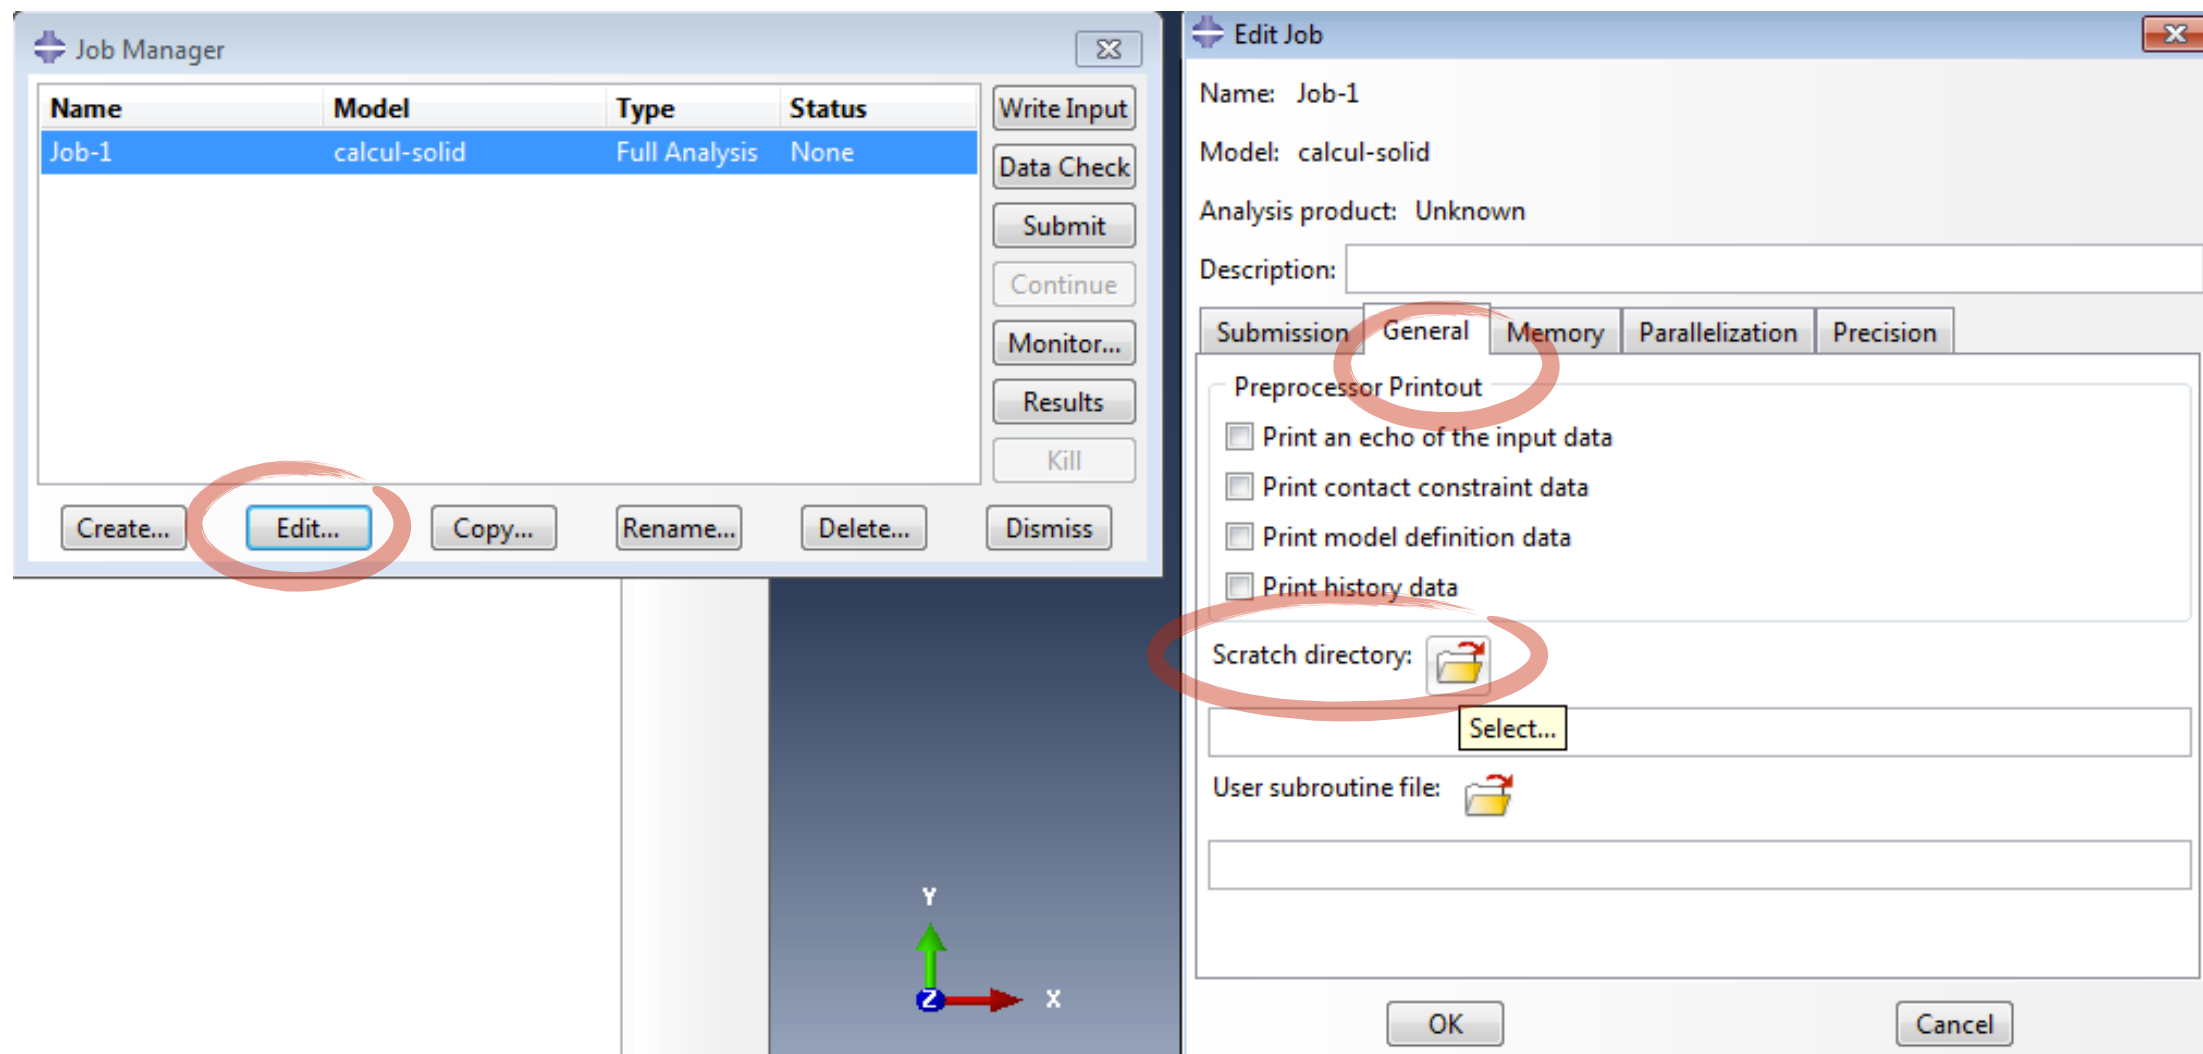 Job Manager
Name Model Type Status
Job-1 calcul-solid Full Analysis None
Write Input
Data Check
Submit
Continue
Monitor...
Results
Kill
Create... Edit... Copy... Rename... Delete... Dismiss
Edit Job
Name: Job-1
Model: calcul-solid
Analysis product: Unknown
Description:
Submission General Memory Parallelization Precision
Preprocessor Printout
Print an echo of the input data
Print contact constraint data
Print model definition data
Print history data
Scratch directory:
Select...
User subroutine file:
OK Cancel
Y
Z X